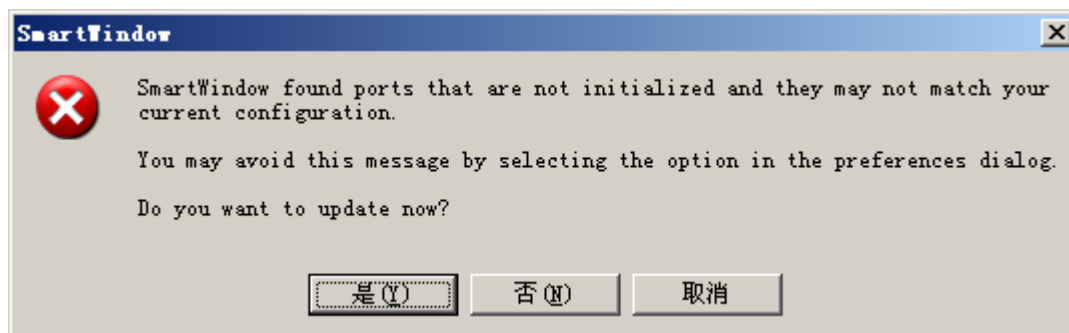 SmartWindow
SmartWindow found ports that are not initialized and they may not match your
current configuration.
You may avoid this message by selecting the option in the preferences dialog.
Do you want to update now?
是(Y) 否(N) 取消